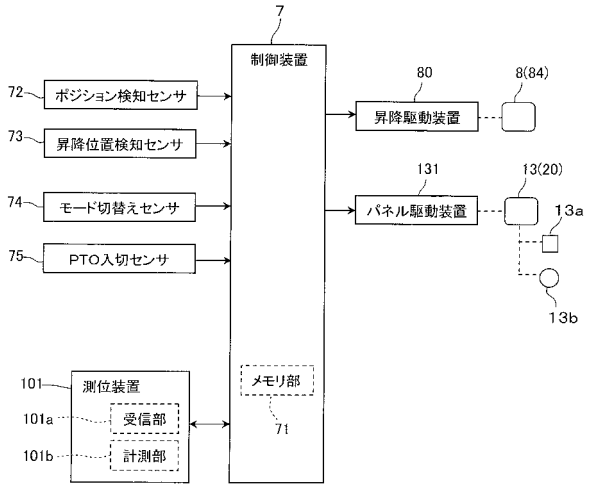 7
制御装置
72
ポジション検知センサ
73
昇降位置検知センサ
74
モード切替えセンサ
75
PTO入切センサ
80
昇降駆動装置
8(84)
131
パネル駆動装置
13(20)
13a
13b
101
測位装置
101a
受信部
101b
計測部
メモリ部
71